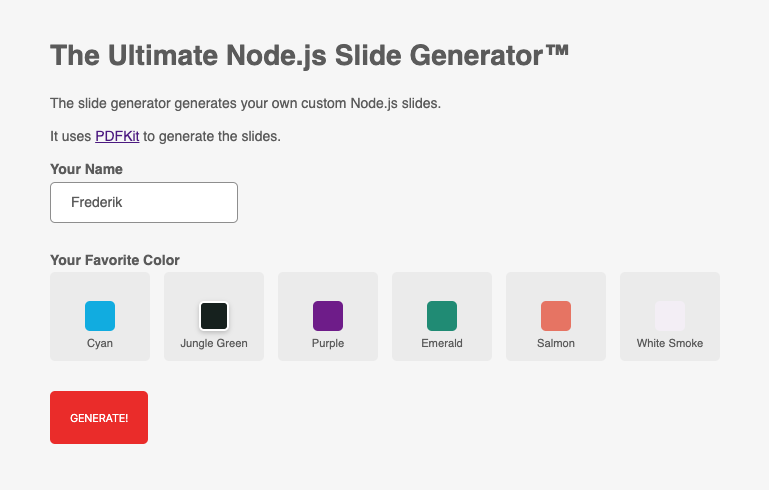 The Ultimate Node.js Slide Generator™
The slide generator generates your own custom Node.js slides.
It uses PDFKit to generate the slides.
Your Name
Frederik
Your Favorite Color
Cyan Jungle Green Purple Emerald Salmon White Smoke
GENERATE!